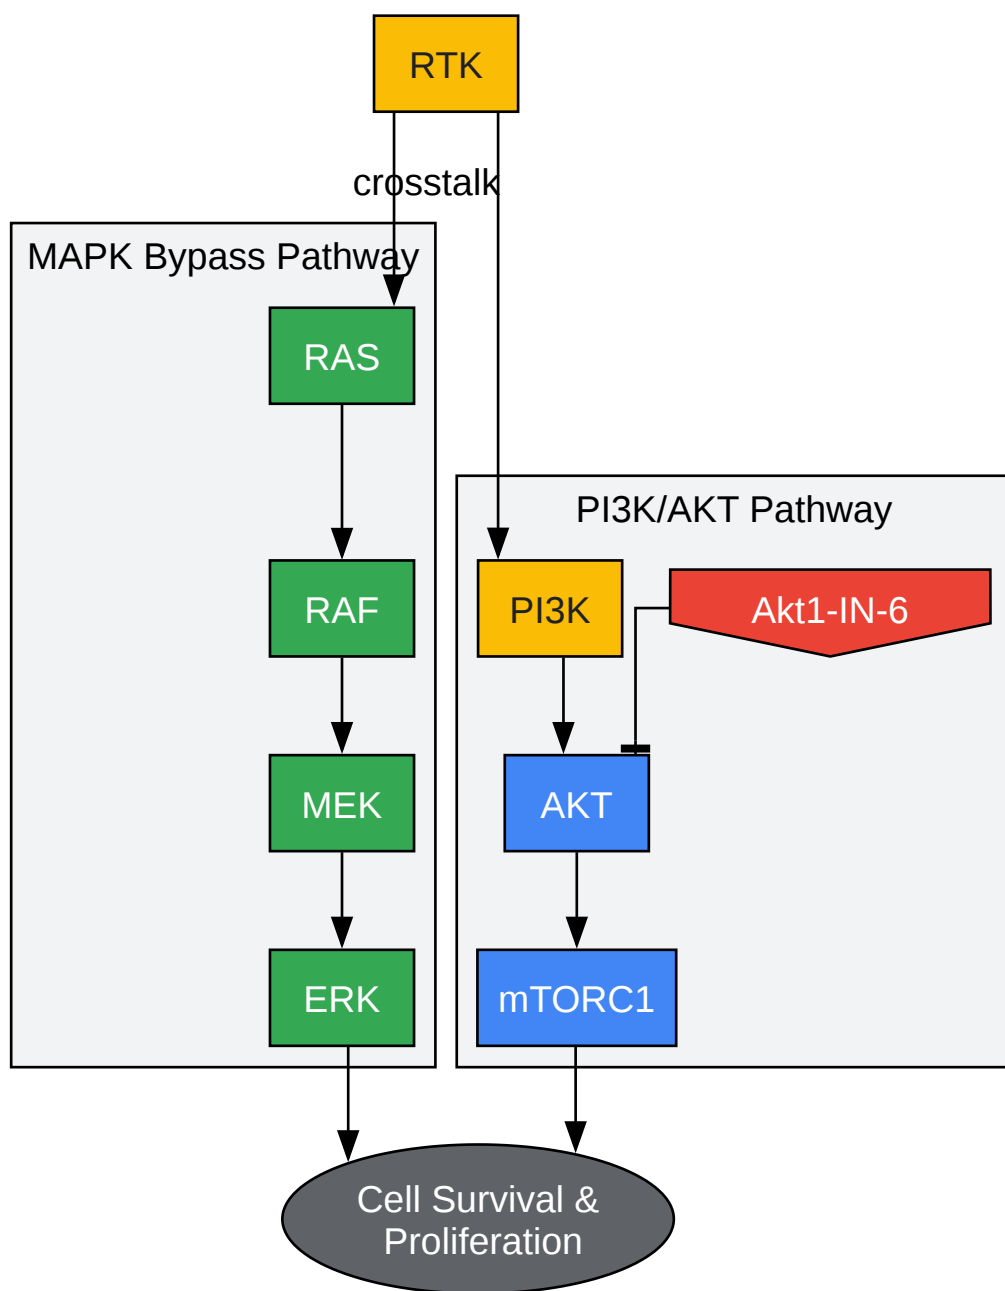 RTK
crosstalk
MAPK Bypass Pathway
RAS
PI3K/AKT Pathway
RAF
PI3K
Akt1-IN-6
MEK
AKT
ERK
mTORC1
Cell Survival &
Proliferation